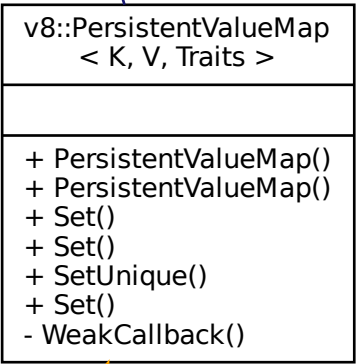 v8::PersistentValueMap
< K, V, Traits >
+ PersistentValueMap()
+ PersistentValueMap()
+ Set()
+ Set()
+ SetUnique()
+ Set()
- WeakCallback()